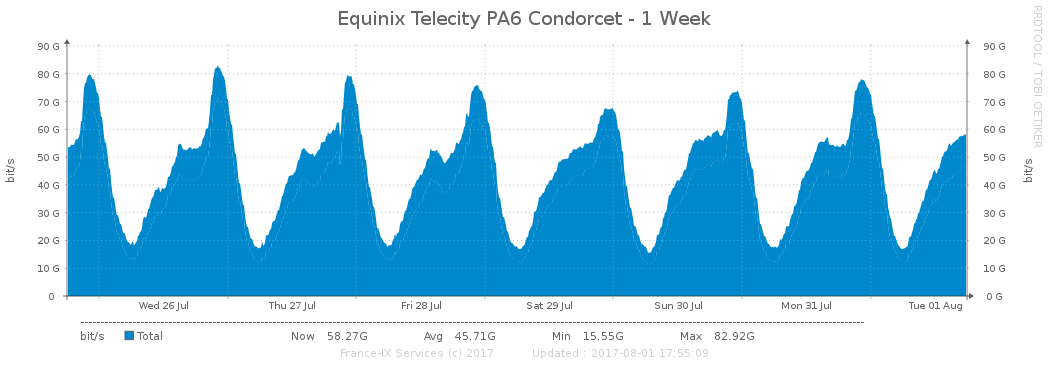 Equinix Telecity PA6 Condorcet - 1 Week
RRDTOOL / TOBI OETIKER
bit/s
90 G 90 G
80 G 80 G
70 G 70 G
60 G 60 G
50 G 50 G
40 G 40 G
30 G 30 G
20 G 20 G
10 G 10 G
0 0 G
bit/s
Wed 26 Jul Thu 27 Jul Fri 28 Jul Sat 29 Jul Sun 30 Jul Mon 31 Jul Tue 01 Aug
bit/s Total Now 58.27G Avg 45.71G Min 15.55G Max 82.92G
France-IX Services (c) 2017 Updated : 2017-08-01 17:55:09